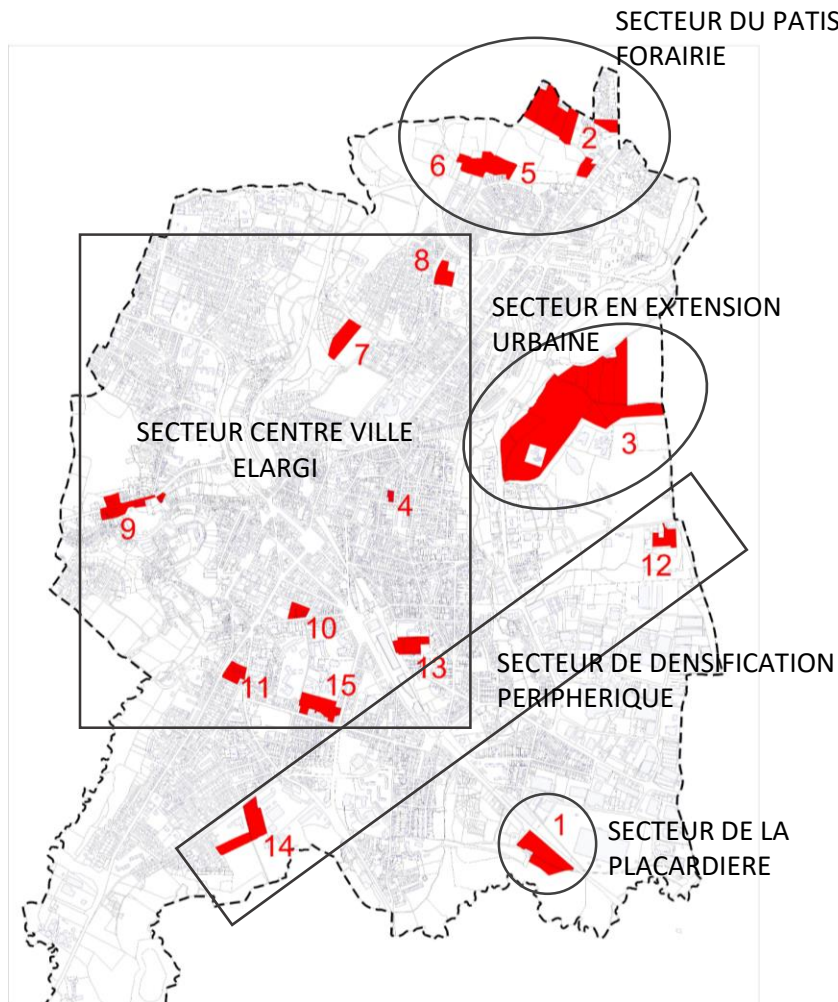 SECTEUR DU PATIS
FORAIRIE
2
6
5
8
SECTEUR EN EXTENSION
URBAINE
7
SECTEUR CENTRE VILLE
ELARGI
3
4
9
12
10
13
SECTEUR DE DENSIFICATION
PERIPHERIQUE
11
15
1
14
SECTEUR DE LA
PLACARDIERE